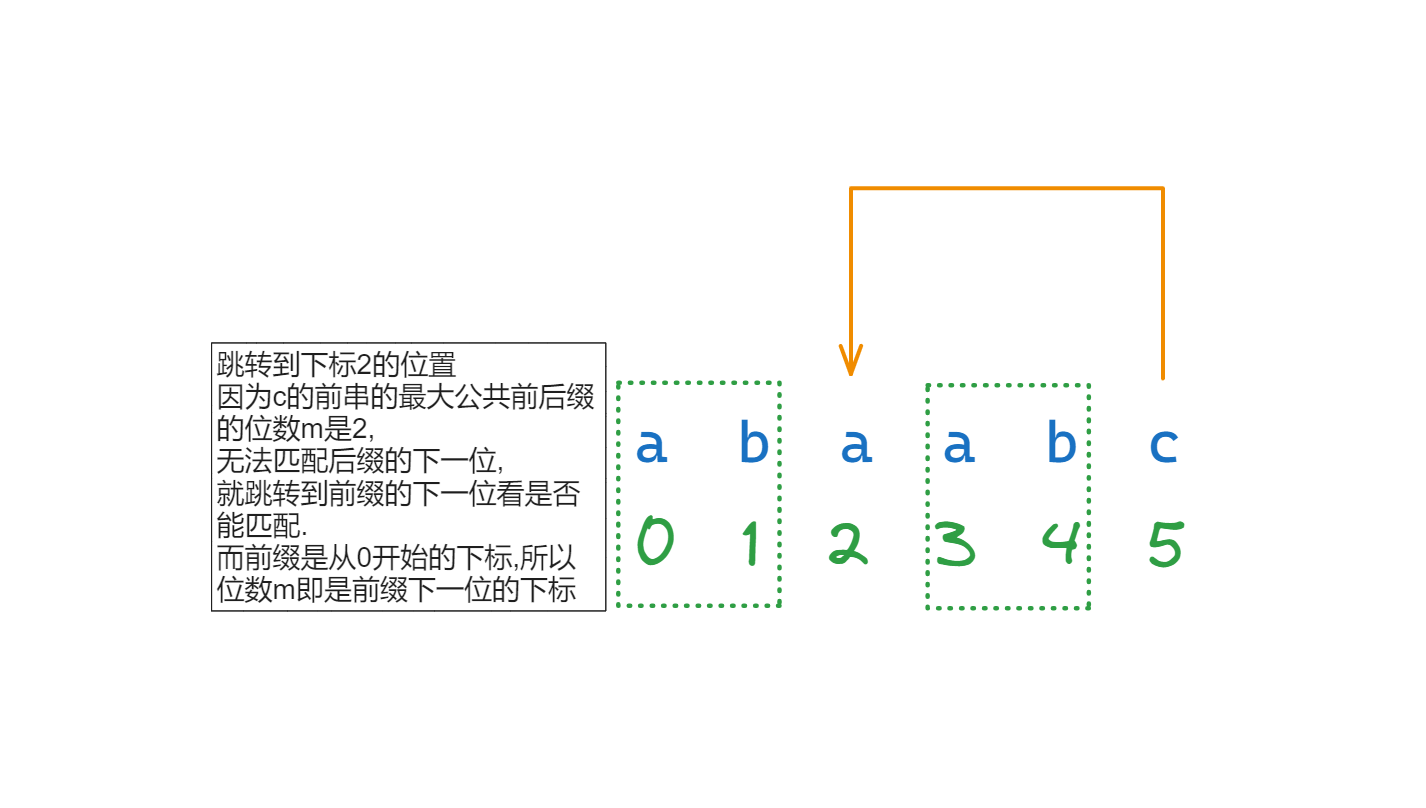 跳转到下标2的位置
因为c的前串的最大公共前后缀
的位数m是2,
无法匹配后缀的下一位,
就跳转到前缀的下一位看是否
能匹配.
而前缀是从0开始的下标,所以
位数m即是前缀下一位的下标
a b a a b c
0 1 2 3 4 5